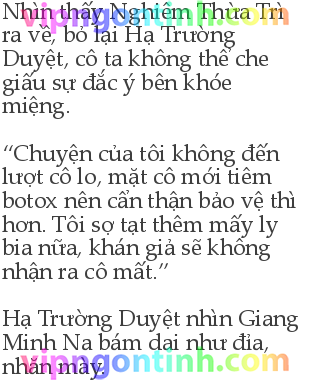 Nhìn thấy Nghiêm Thừa Trì
ra về, bỏ lại Hạ Trường
Duyệt, cô ta không thể che
giấu sự đắc ý bên khóe
miệng.
“Chuyện của tôi không đến
lượt cô lo, mặt cô mới tiêm
botox nên cẩn thận bảo vệ thì
hơn. Tôi sợ tạt thêm mấy ly
bia nữa, khán giả sẽ không
nhận ra cô mất.”
Hạ Trường Duyệt nhìn Giang
Minh Na bám dai như đỉa,
nhăn mày.
vipngontinh.com
vipngontinh.com